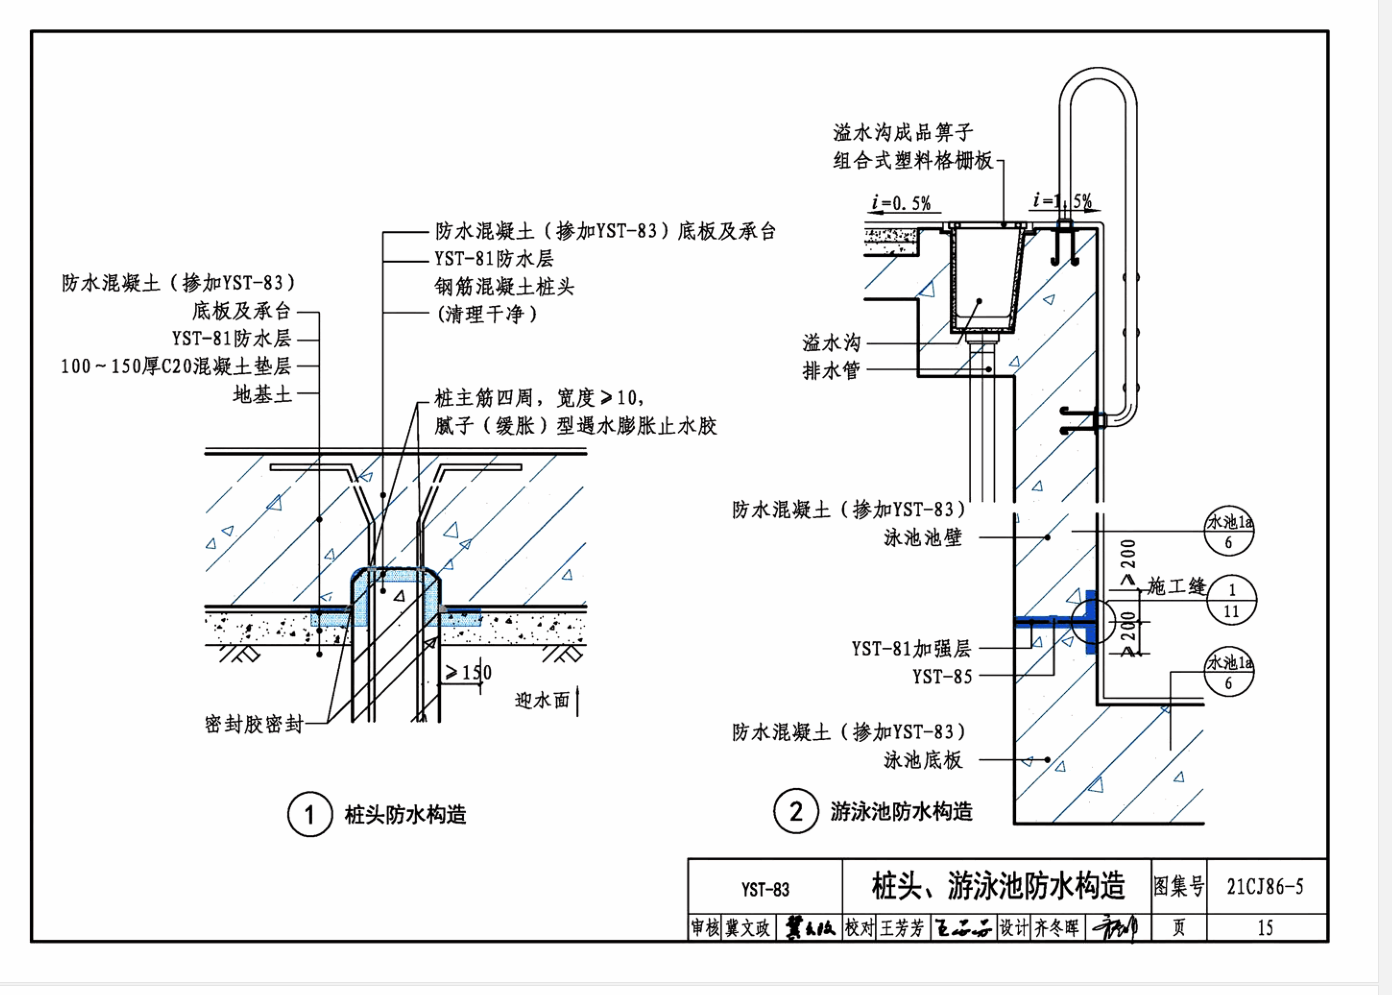 溢水沟成品箅子
组合式塑料格栅板
i=0.5%
i=1.5%
防水混凝土（掺加YST-83）底板及承台
YST-81防水层
钢筋混凝土桩头
(清理干净)
防水混凝土（掺加YST-83）
底板及承台
YST-81防水层
100～150厚C20混凝土垫层
地基土
桩主筋四周，宽度≥10，
腻子（缓胀）型遇水膨胀止水胶
≥150
迎水面
密封胶密封
溢水沟
排水管
防水混凝土（掺加YST-83）
泳池池壁
水池1a
6
≥200
施工缝
1
11
≥200
YST-81加强层
YST-85
水池1a
6
防水混凝土（掺加YST-83）
泳池底板
1 桩头防水构造
2 游泳池防水构造
YST-83
桩头、游泳池防水构造
图集号
21CJ86-5
审核 冀文政 校对 王芳芳 设计 齐冬晖 页 15